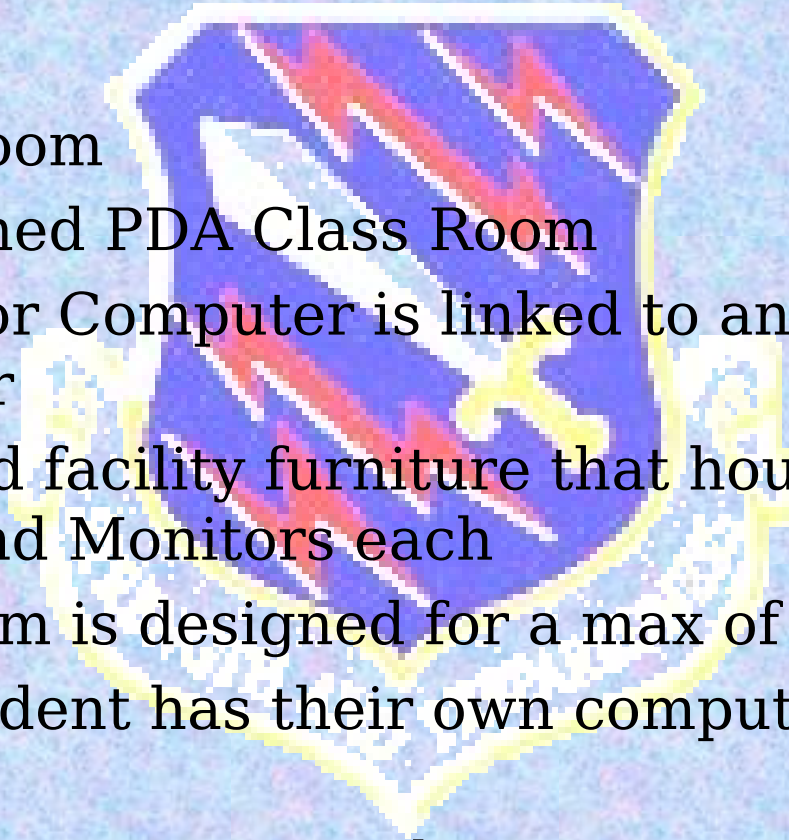 oom
ned PDA Class Room
or Computer is linked to an
r
d facility furniture that hou
nd Monitors each
m is designed for a max of
dent has their own comput